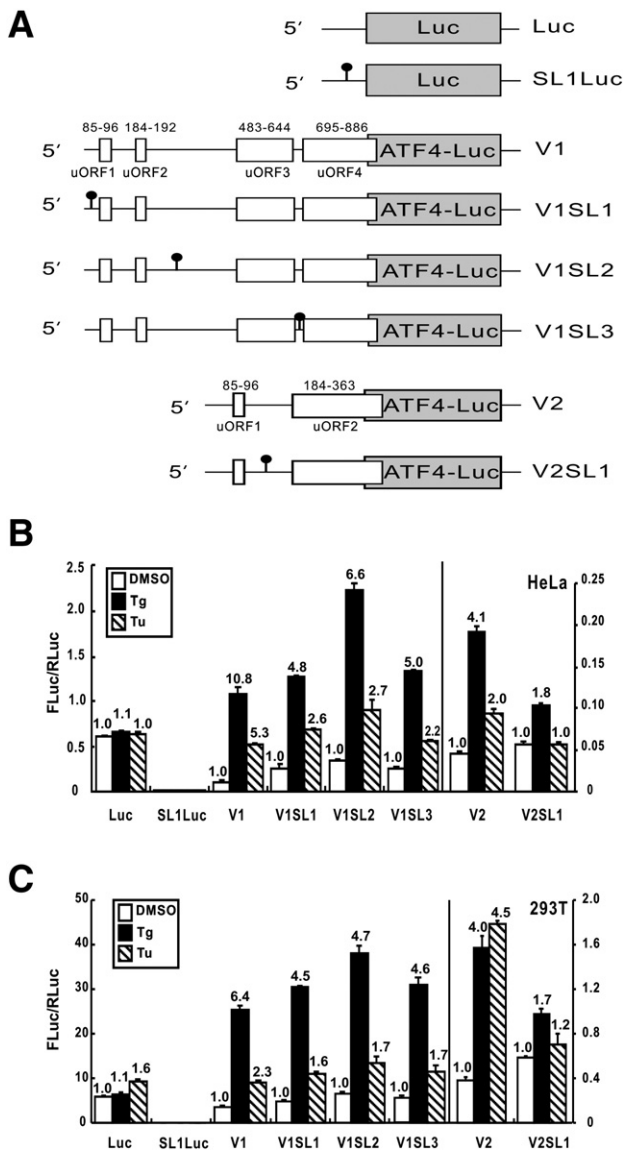 A
5' Luc Luc
5' Luc SL1Luc
85-96 184-192 483-644 695-886
5' ATF4-Luc V1
uORF1 uORF2 uORF3 uORF4
5' ATF4-Luc V1SL1
5' ATF4-Luc V1SL2
5' ATF4-Luc V1SL3
85-96 184-363
5' ATF4-Luc V2
uORF1 uORF2
5' ATF4-Luc V2SL1
B
HeLa
DMSO
Tg
Tu
FLuc/RLuc
2.5
2.0
1.5
1.0
0.5
0
0.25
0.20
0.15
0.10
0.05
0
1.0 1.1 1.0
1.0 10.8 5.3
1.0 4.8 2.6
1.0 6.6 2.7
1.0 5.0 2.2
1.0 4.1 2.0
1.0 1.8 1.0
Luc SL1Luc V1 V1SL1 V1SL2 V1SL3 V2 V2SL1
C
293T
DMSO
Tg
Tu
FLuc/RLuc
50
40
30
20
10
0
2.0
1.6
1.2
0.8
0.4
0
1.0 1.1 1.6
1.0 6.4 2.3
1.0 4.5 1.6
1.0 4.7 1.7
1.0 4.6 1.7
1.0 4.0 4.5
1.0 1.7 1.2
Luc SL1Luc V1 V1SL1 V1SL2 V1SL3 V2 V2SL1